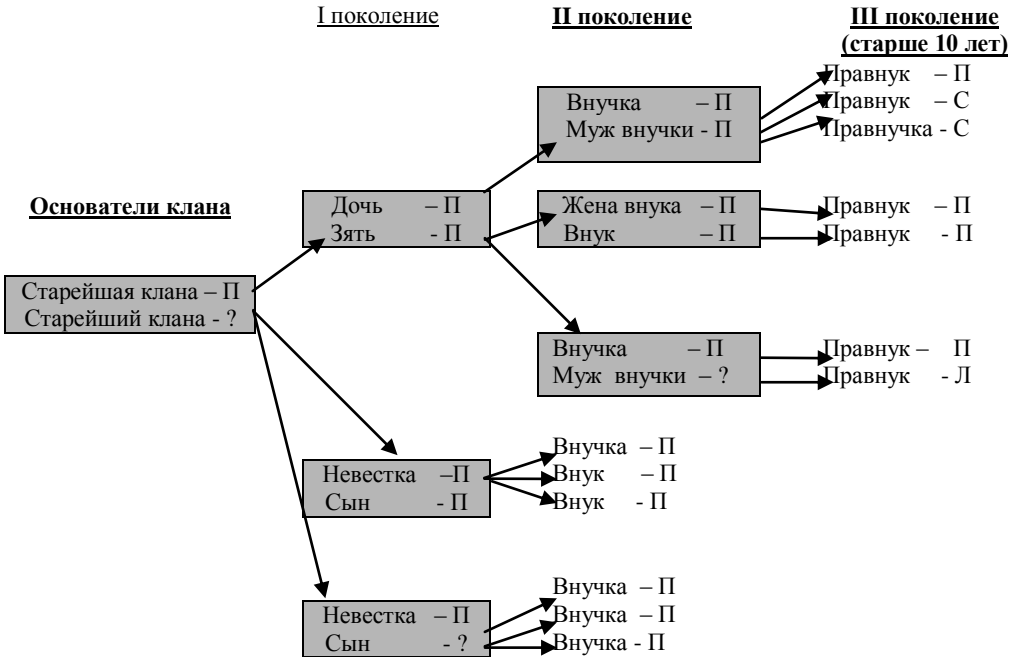 I поколение
II поколение
III поколение
(старше 10 лет)
Правнук – П
Правнук – С
Правнучка - С
Внучка – П
Муж внучки - П
Основатели клана
Дочь – П
Зять - П
Жена внука – П
Внук – П
Правнук – П
Правнук - П
Старейшая клана – П
Старейший клана - ?
Внучка – П
Муж внучки – ?
Правнук – П
Правнук - Л
Невестка –П
Сын - П
Внучка – П
Внук – П
Внук - П
Невестка – П
Сын - ?
Внучка – П
Внучка – П
Внучка - П